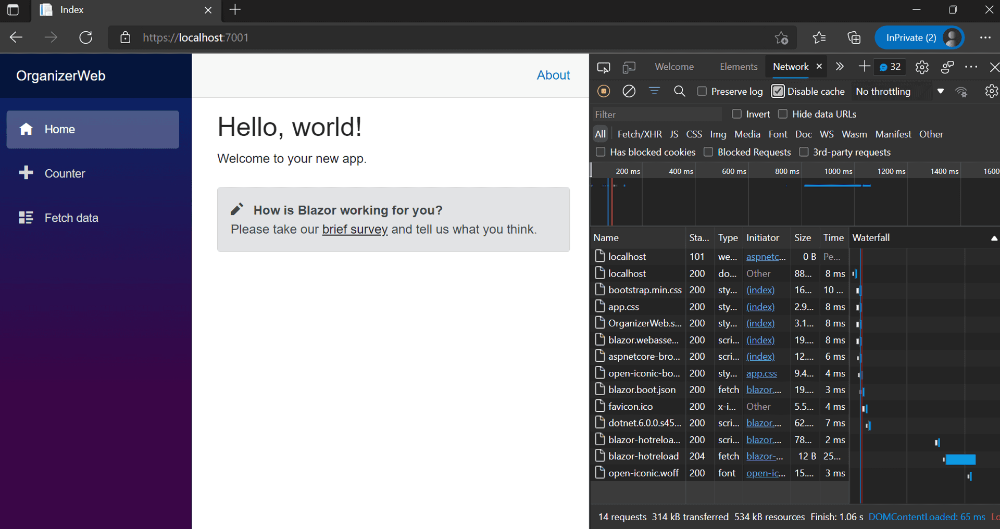 Index
https://localhost:7001
InPrivate (2)
OrganizerWeb
About
Home
Counter
Fetch data
Hello, world!
Welcome to your new app.
How is Blazor working for you?
Please take our brief survey and tell us what you think.
Welcome Elements Network 32
Preserve log Disable cache No throttling
Filter Invert Hide data URLs
All Fetch/XHR JS CSS Img Media Font Doc WS Wasm Manifest Other
Has blocked cookies Blocked Requests 3rd-party requests
200 ms 400 ms 600 ms 800 ms 1000 ms 1200 ms 1400 ms 1600
Name Sta... Type Initiator Size Time Waterfall
localhost 101 we... aspnetc... 0 B Pe...
localhost 200 do... Other 88... 8 ms
bootstrap.min.css 200 sty... (index) 16... 10 ...
app.css 200 sty... (index) 2.9... 8 ms
OrganizerWeb.s... 200 sty... (index) 3.1... 8 ms
blazor.webasse... 200 scri... (index) 19.... 8 ms
aspnetcore-bro... 200 scri... (index) 12.... 6 ms
open-iconic-bo... 200 sty... app.css 9.4... 4 ms
blazor.boot.json 200 fetch blazor.... 19.... 3 ms
favicon.ico 200 x-i... Other 5.5... 4 ms
dotnet.6.0.0.s45... 200 scri... blazor.... 62.... 7 ms
blazor-hotreloa... 200 scri... blazor.... 78... 2 ms
blazor-hotreload 204 fetch blazor-... 12 B 25...
open-iconic.woff 200 font open-ic... 15.... 3 ms
14 requests 314 kB transferred 534 kB resources Finish: 1.06 s DOMContentLoaded: 65 ms Lo